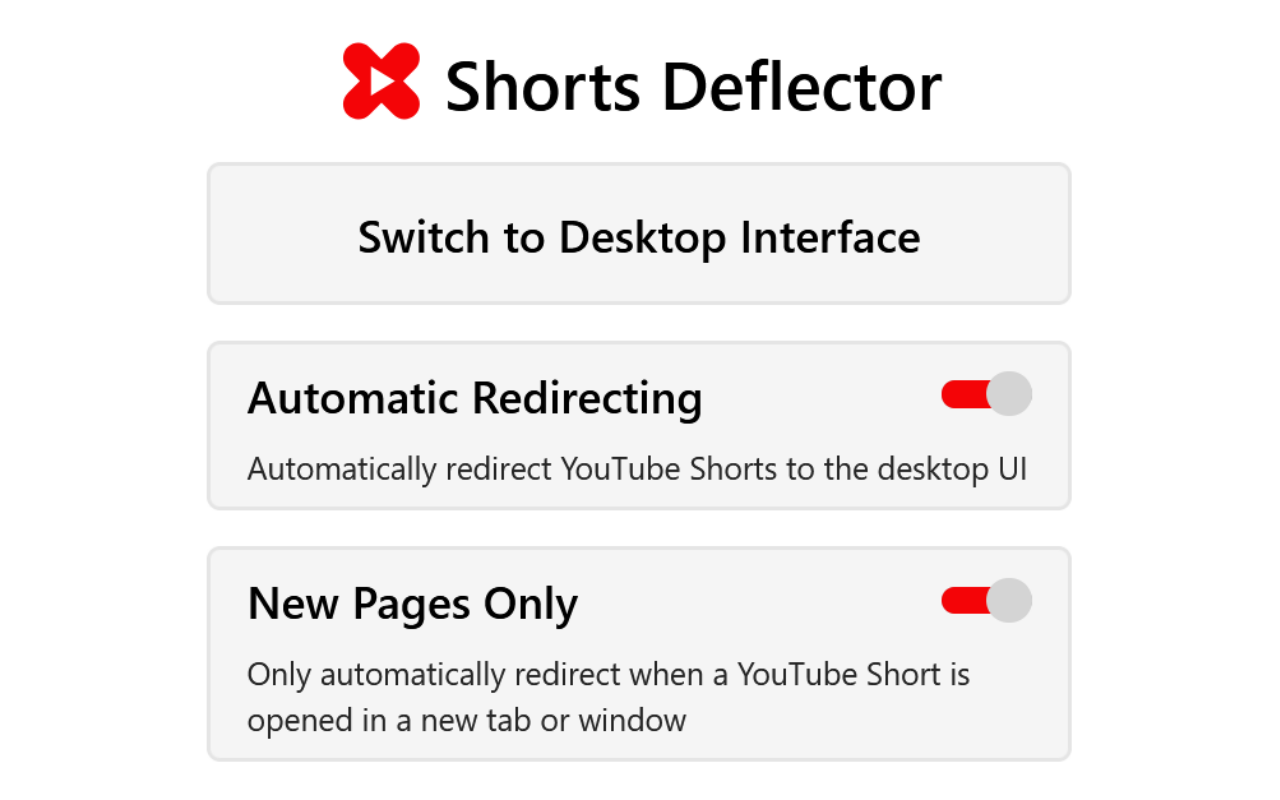 Shorts Deflector
Switch to Desktop Interface
Automatic Redirecting
Automatically redirect YouTube Shorts to the desktop UI
New Pages Only
Only automatically redirect when a YouTube Short is
opened in a new tab or window